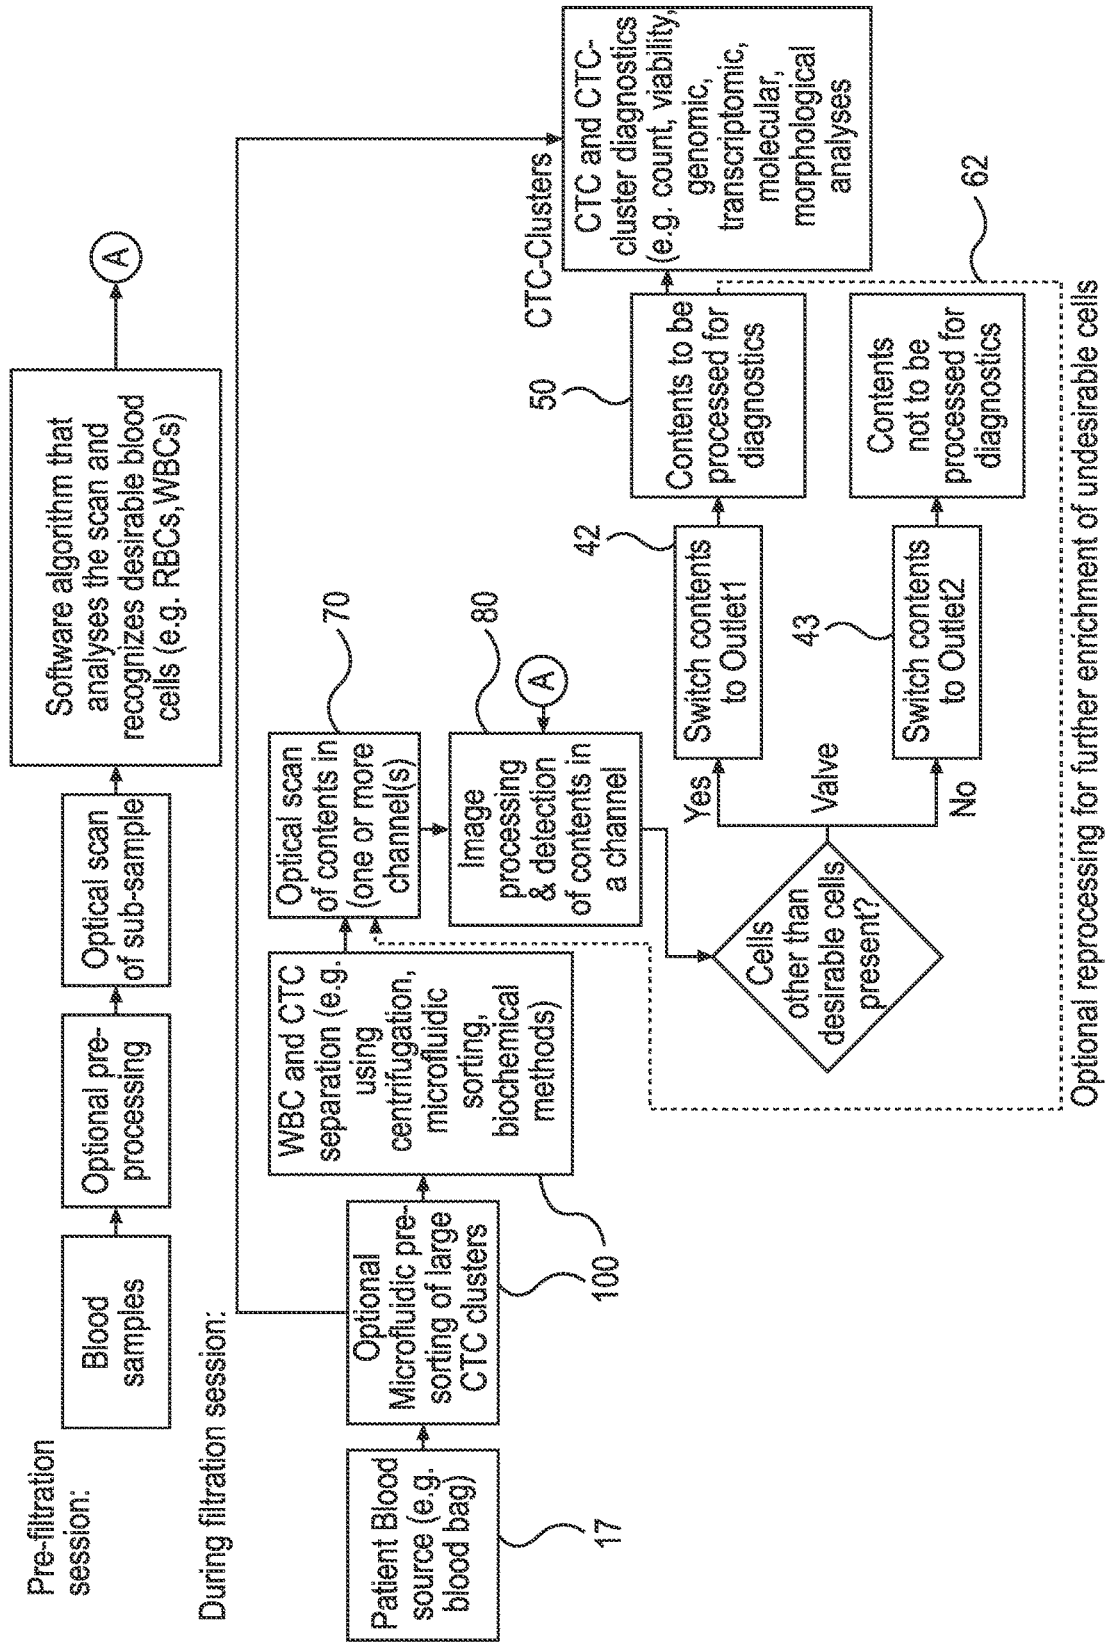 Pre-filtration
session:
Blood
samples
Optional pre-
processing
Optical scan
of sub-sample
Software algorithm that
analyses the scan and
recognizes desirable blood
cells (e.g. RBCs,WBCs)
A
During filtration session:
Patient Blood
source (e.g.
blood bag)
17
Optional
Microfluidic pre-
sorting of large
CTC clusters
100
WBC and CTC
separation (e.g.
using
centrifugation,
microfluidic
sorting,
biochemical
methods)
Optical scan
of contents in
(one or more
channel(s)
70
Image
processing
& detection
of contents in
a channel
80
A
Cells
other than
desirable cells
present?
Yes
Valve
No
Switch contents
to Outlet1
42
Switch contents
to Outlet2
43
Contents to be
processed for
diagnostics
50
Contents
not to be
processed for
diagnostics
CTC-Clusters
CTC and CTC-
cluster diagnostics
(e.g. count, viability,
genomic,
transcriptomic,
molecular,
morphological
analyses
62
Optional reprocessing for further enrichment of undesirable cells